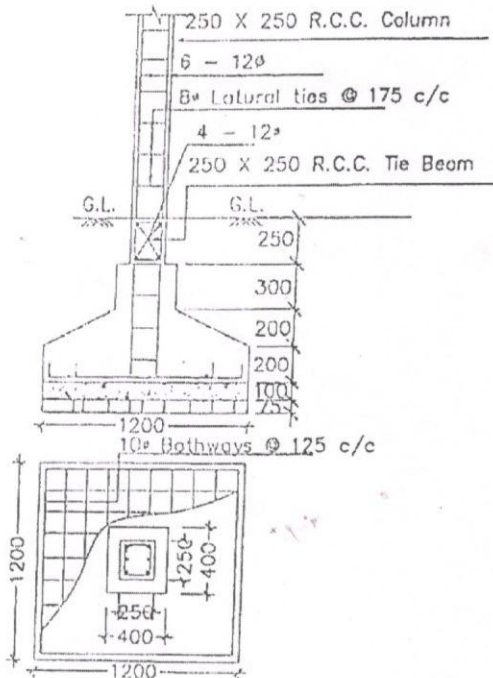 250 X 250 R.C.C. Column
6 - 12ø
8ø Latural ties @ 175 c/c
4 - 12ø
250 X 250 R.C.C. Tie Beam
G.L. G.L.
250
300
200
200
100
75
1200
10ø Bothways @ 125 c/c
1200
250
400
250
400
1200